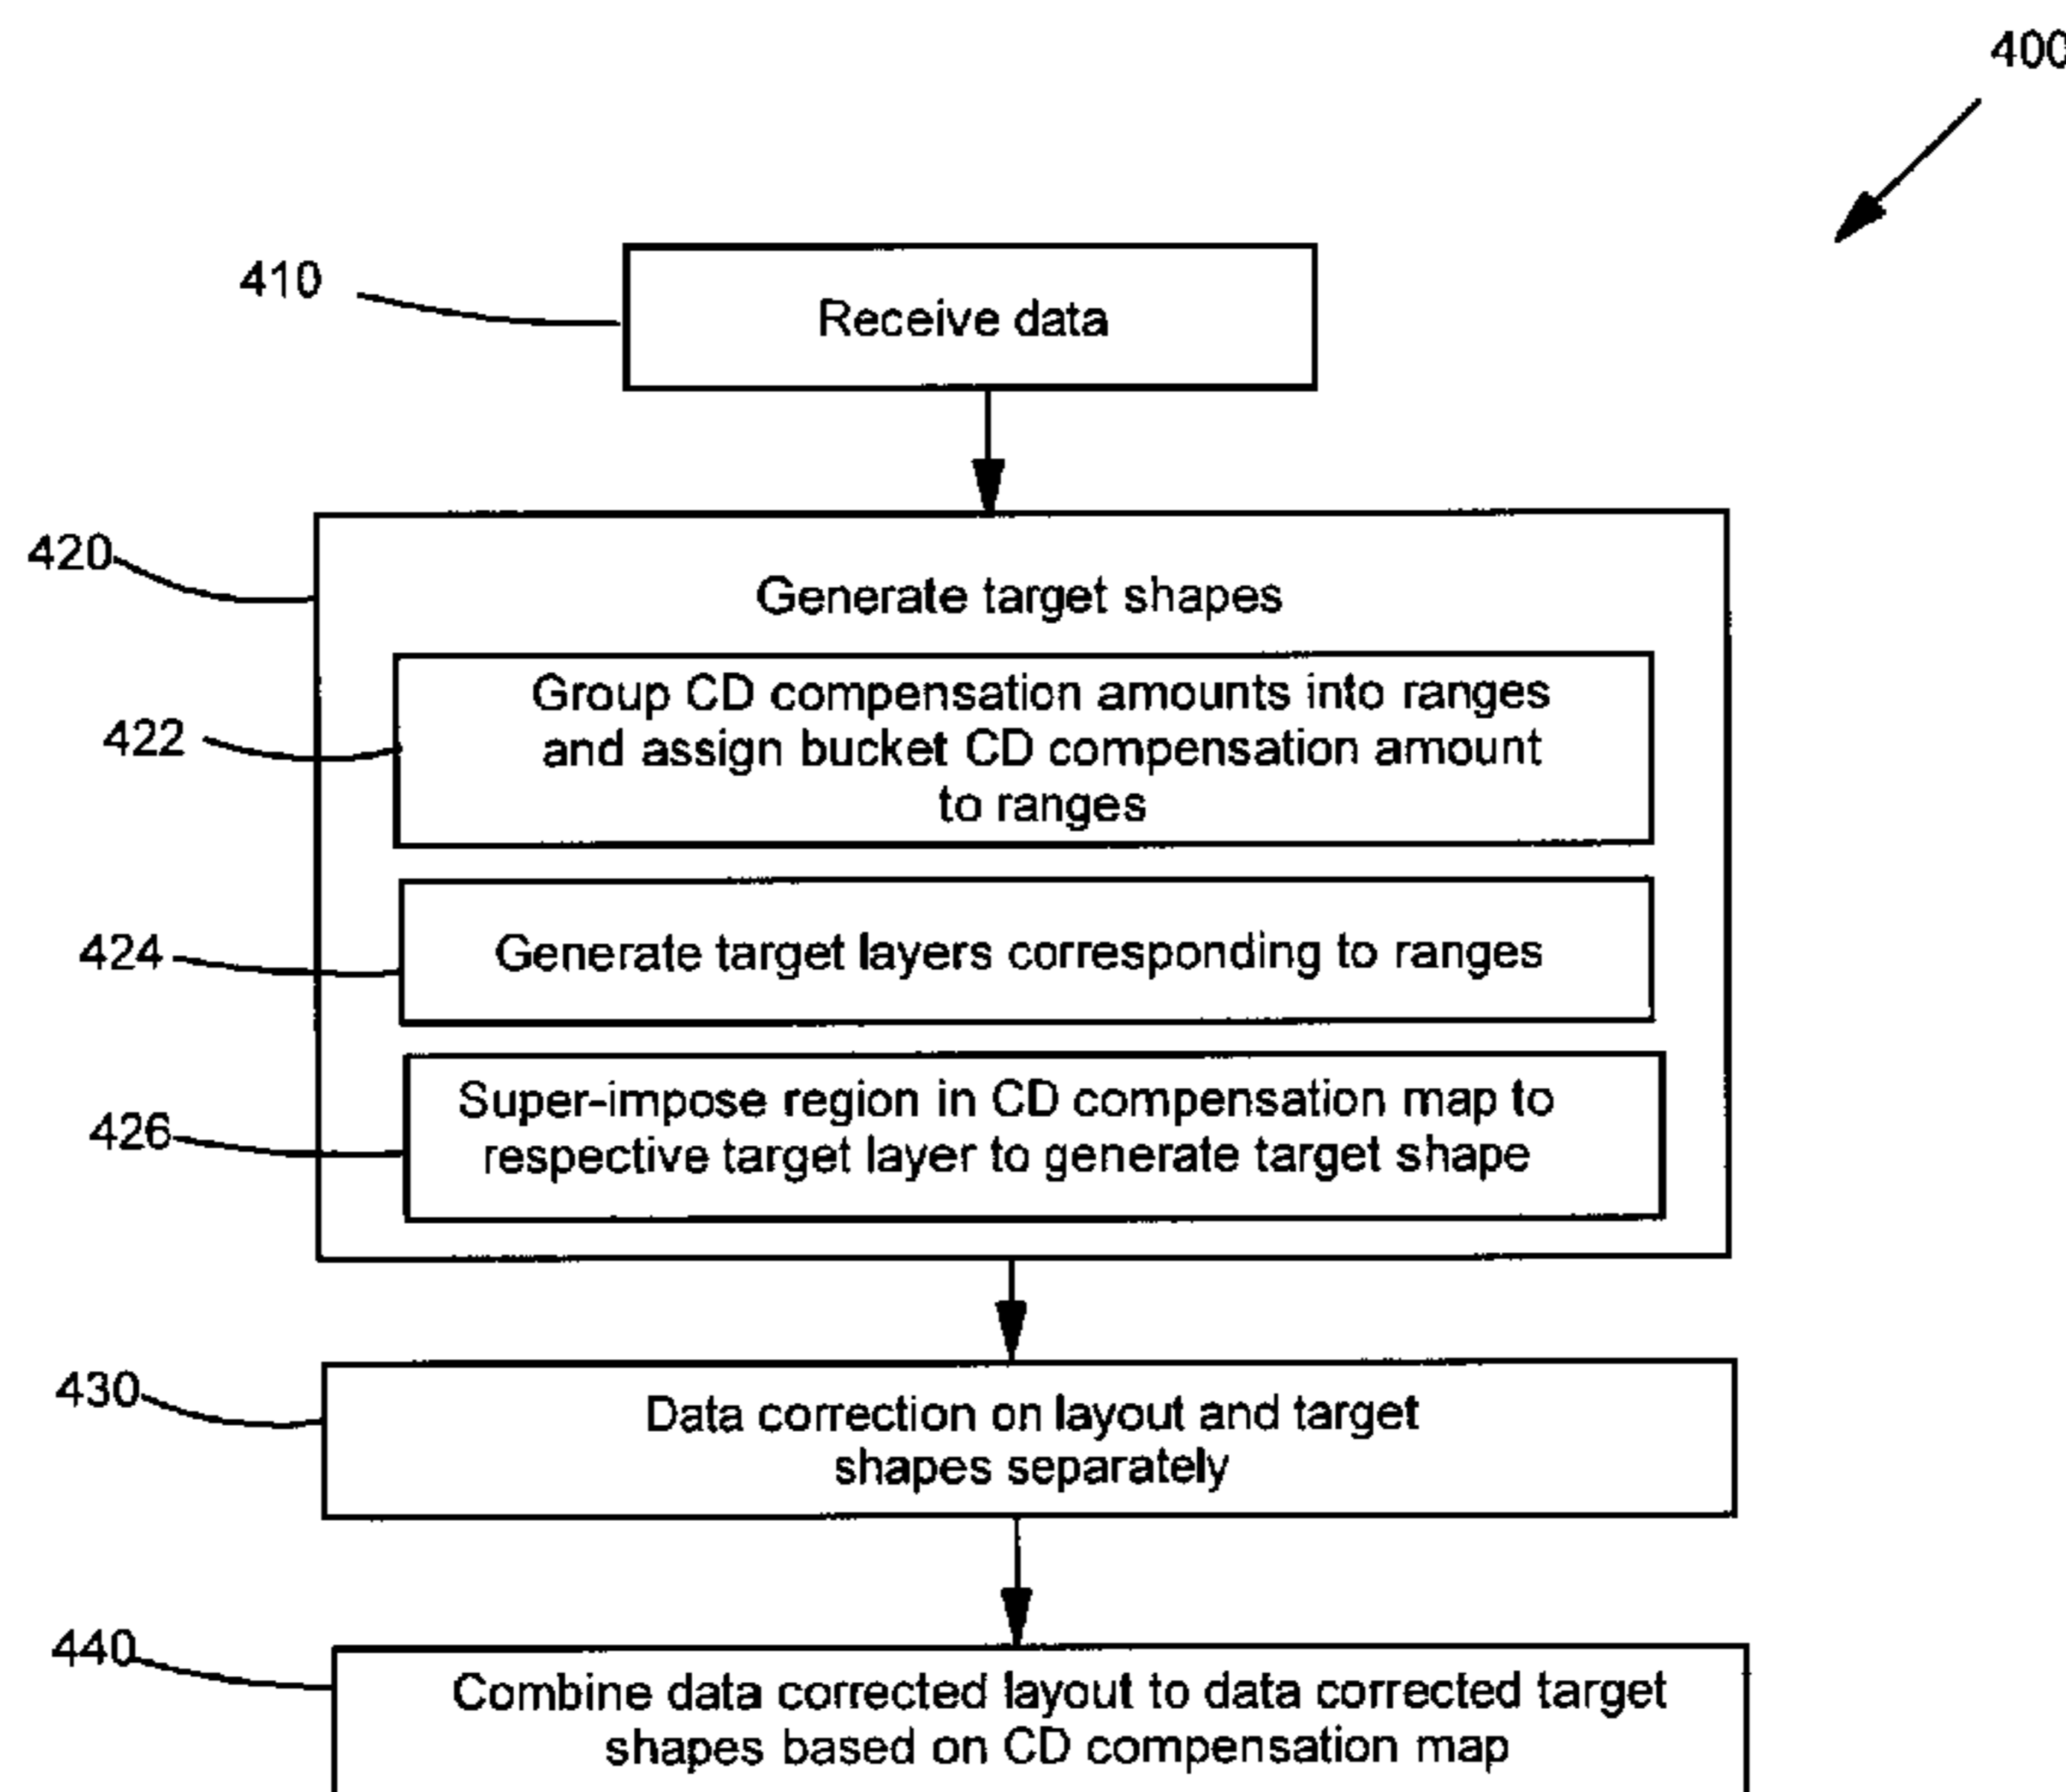 400
410
Receive data
420
Generate target shapes
422
Group CD compensation amounts into ranges
and assign bucket CD compensation amount
to ranges
424
Generate target layers corresponding to ranges
426
Super-impose region in CD compensation map to
respective target layer to generate target shape
430
Data correction on layout and target
shapes separately
440
Combine data corrected layout to data corrected target
shapes based on CD compensation map